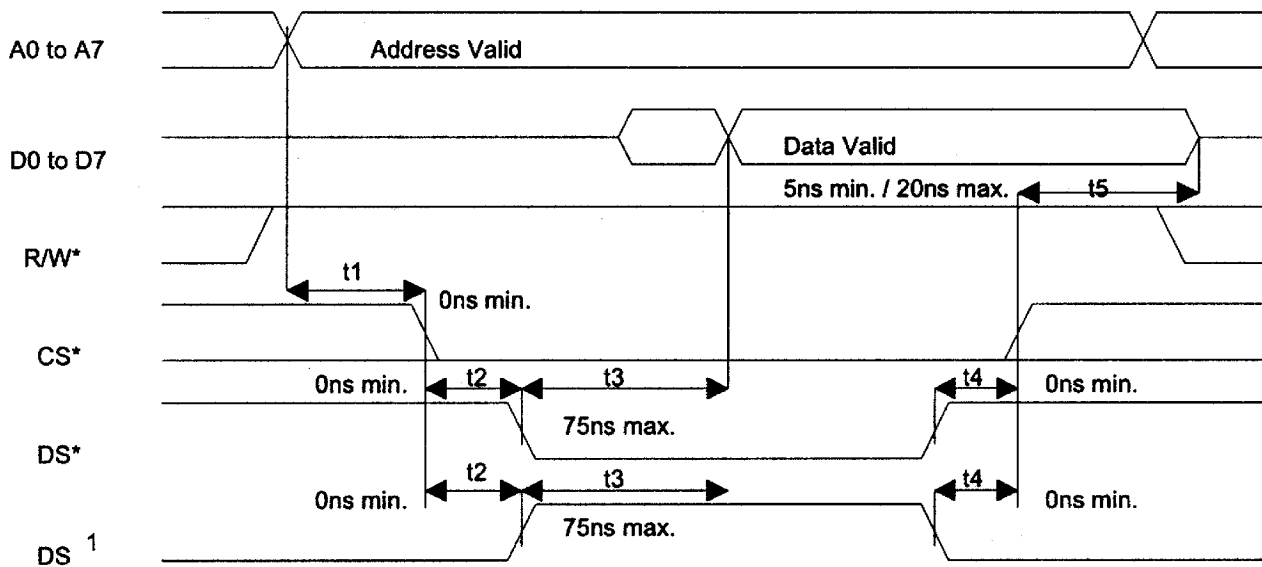 A0 to A7
Address Valid
D0 to D7
Data Valid
5ns min. / 20ns max.
t5
R/W*
t1
0ns min.
CS*
0ns min.
t2
t3
t4
0ns min.
75ns max.
DS*
0ns min.
t2
t3
t4
0ns min.
75ns max.
DS 1